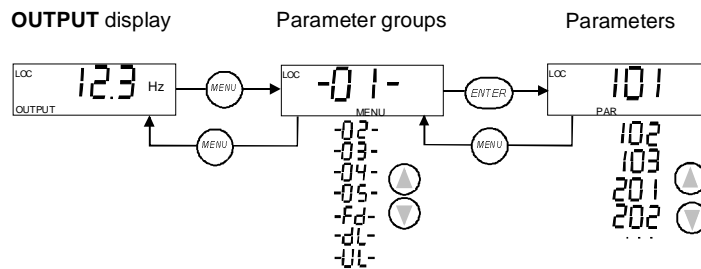 OUTPUT display Parameter groups Parameters
LOC 12.3 Hz OUTPUT
MENU
LOC -01- MENU
ENTER
LOC 101 PAR
MENU
MENU
-02-
-03-
-04-
-05-
-Fd-
-dL-
-UL-
102
103
201
202
. . .